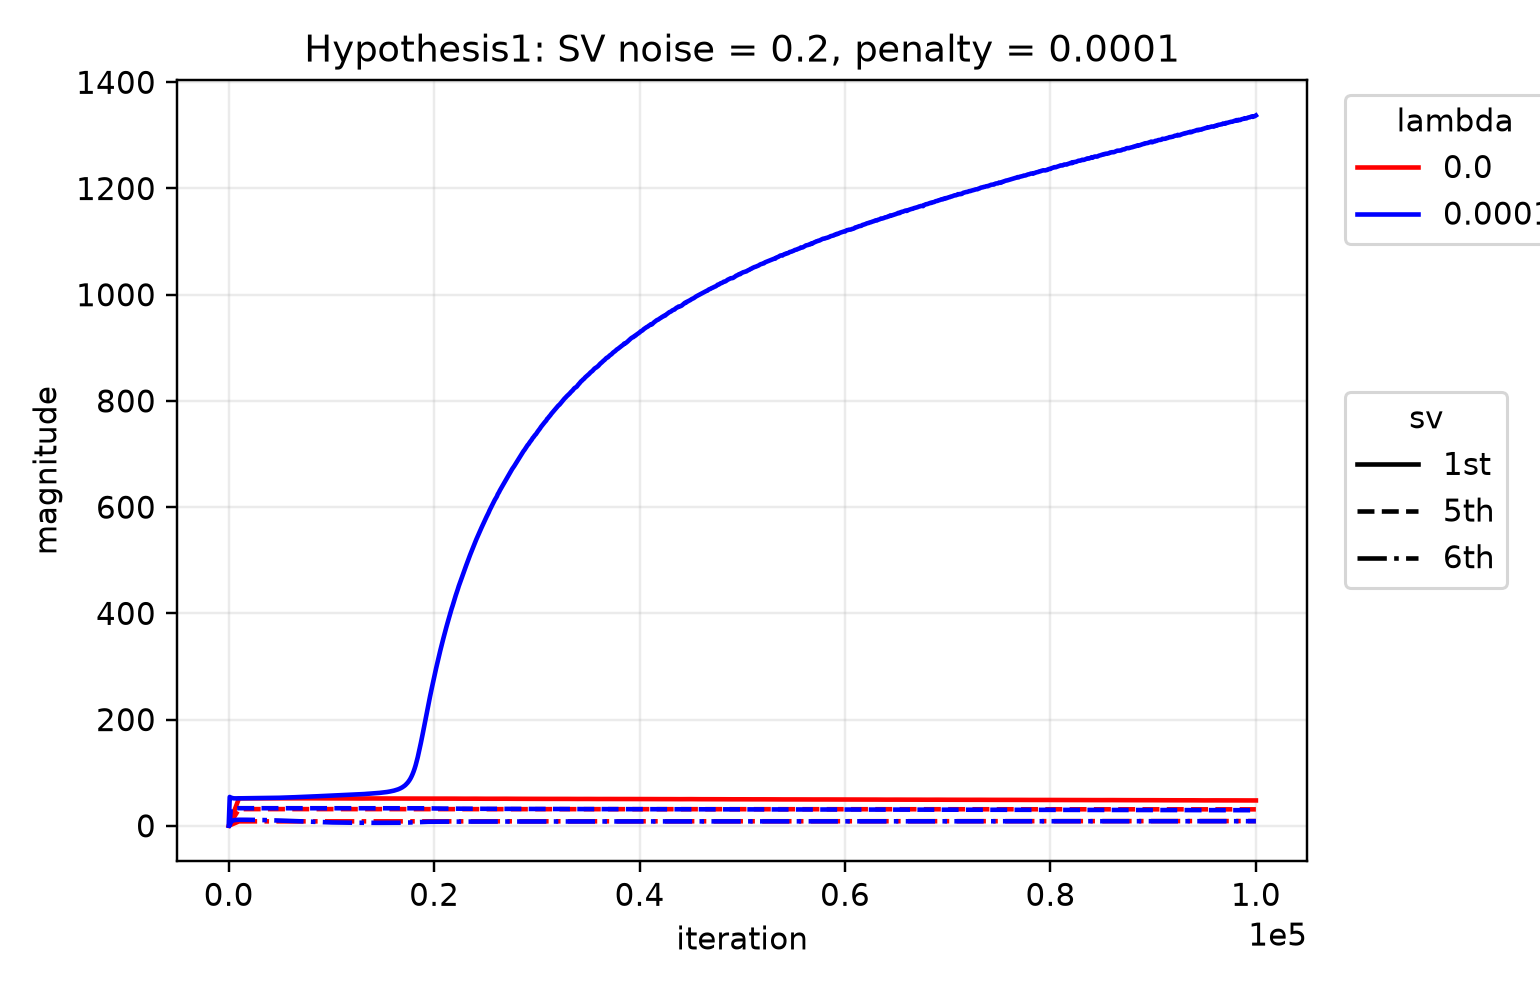 Hypothesis1: SV noise = 0.2, penalty = 0.0001
1400
1200
1000
800
600
400
200
0
magnitude
0.0
0.2
0.4
0.6
0.8
1.0
1e5
iteration
lambda
0.0
0.0001
sv
1st
5th
6th